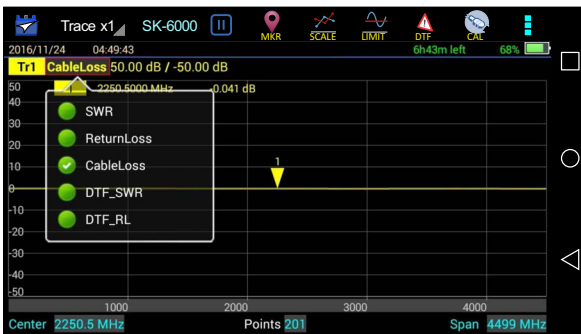 Trace x1 SK-6000 MKR SCALE LIMIT DTF CAL
2016/11/24 04:49:43 6h43m left 68%
Tr1 CableLoss 50.00 dB / -50.00 dB
50 1 2250.5000 MHz -0.041 dB
40
SWR
30
ReturnLoss
20
10 CableLoss 1
0
DTF_SWR
-10
DTF_RL
-20
-30
-40
-50
1000 2000 3000 4000
Center 2250.5 MHz Points 201 Span 4499 MHz